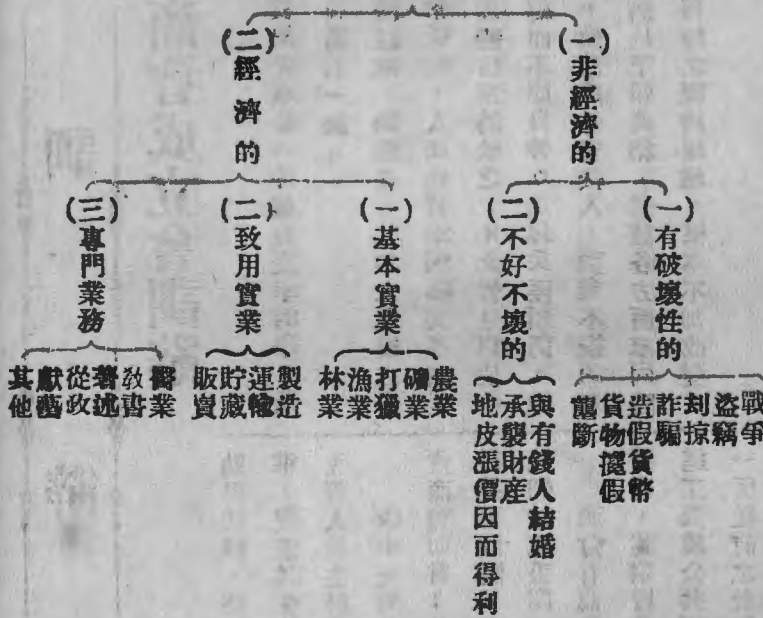 (一)非經濟的
(一)有破壞性的
戰爭
盜竊
刦掠
詐騙
造假貨幣
貨物攙假
龍斷
(二)不好不壞的
與有錢人結婚
承襲財產
地皮漲價因而得利
(二)經濟的
(一)基本實業
農業
礦業
打獵
漁業
林業
(二)致用實業
製造
運輸
貯藏
販賣
(三)專門業務
醫業
教書
著述
從政
獻藝
其他